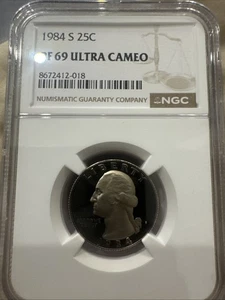 1984 S 25C
PF 69 ULTRA CAMEO
8672412-018
NUMISMATIC GUARANTY COMPANY
NGC
LIBERTY